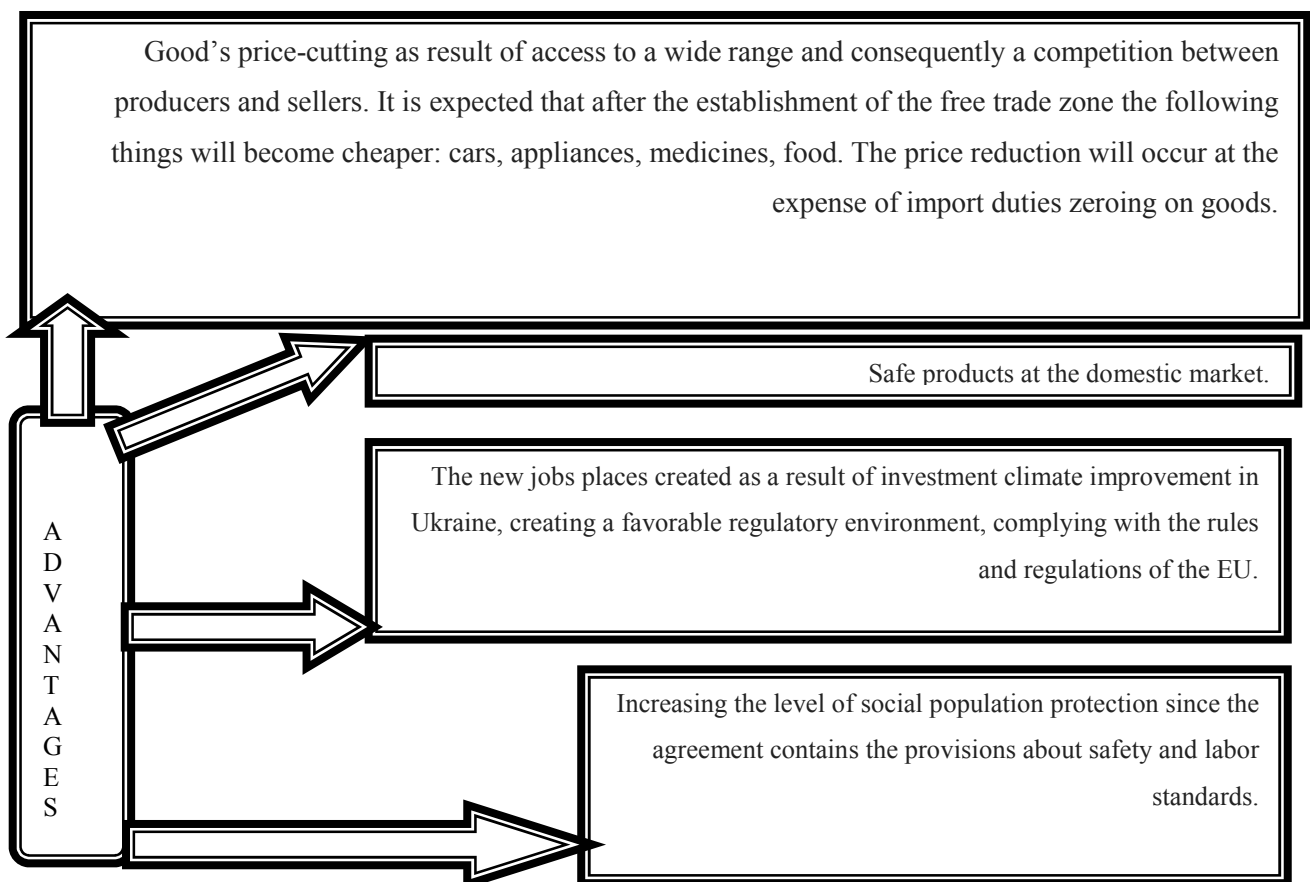 Good’s price-cutting as result of access to a wide range and consequently a competition between
producers and sellers. It is expected that after the establishment of the free trade zone the following
things will become cheaper: cars, appliances, medicines, food. The price reduction will occur at the
expense of import duties zeroing on goods.
Safe products at the domestic market.
The new jobs places created as a result of investment climate improvement in
Ukraine, creating a favorable regulatory environment, complying with the rules
and regulations of the EU.
A
D
V
A
N
T
A
G
E
S
Increasing the level of social population protection since the
agreement contains the provisions about safety and labor
standards.